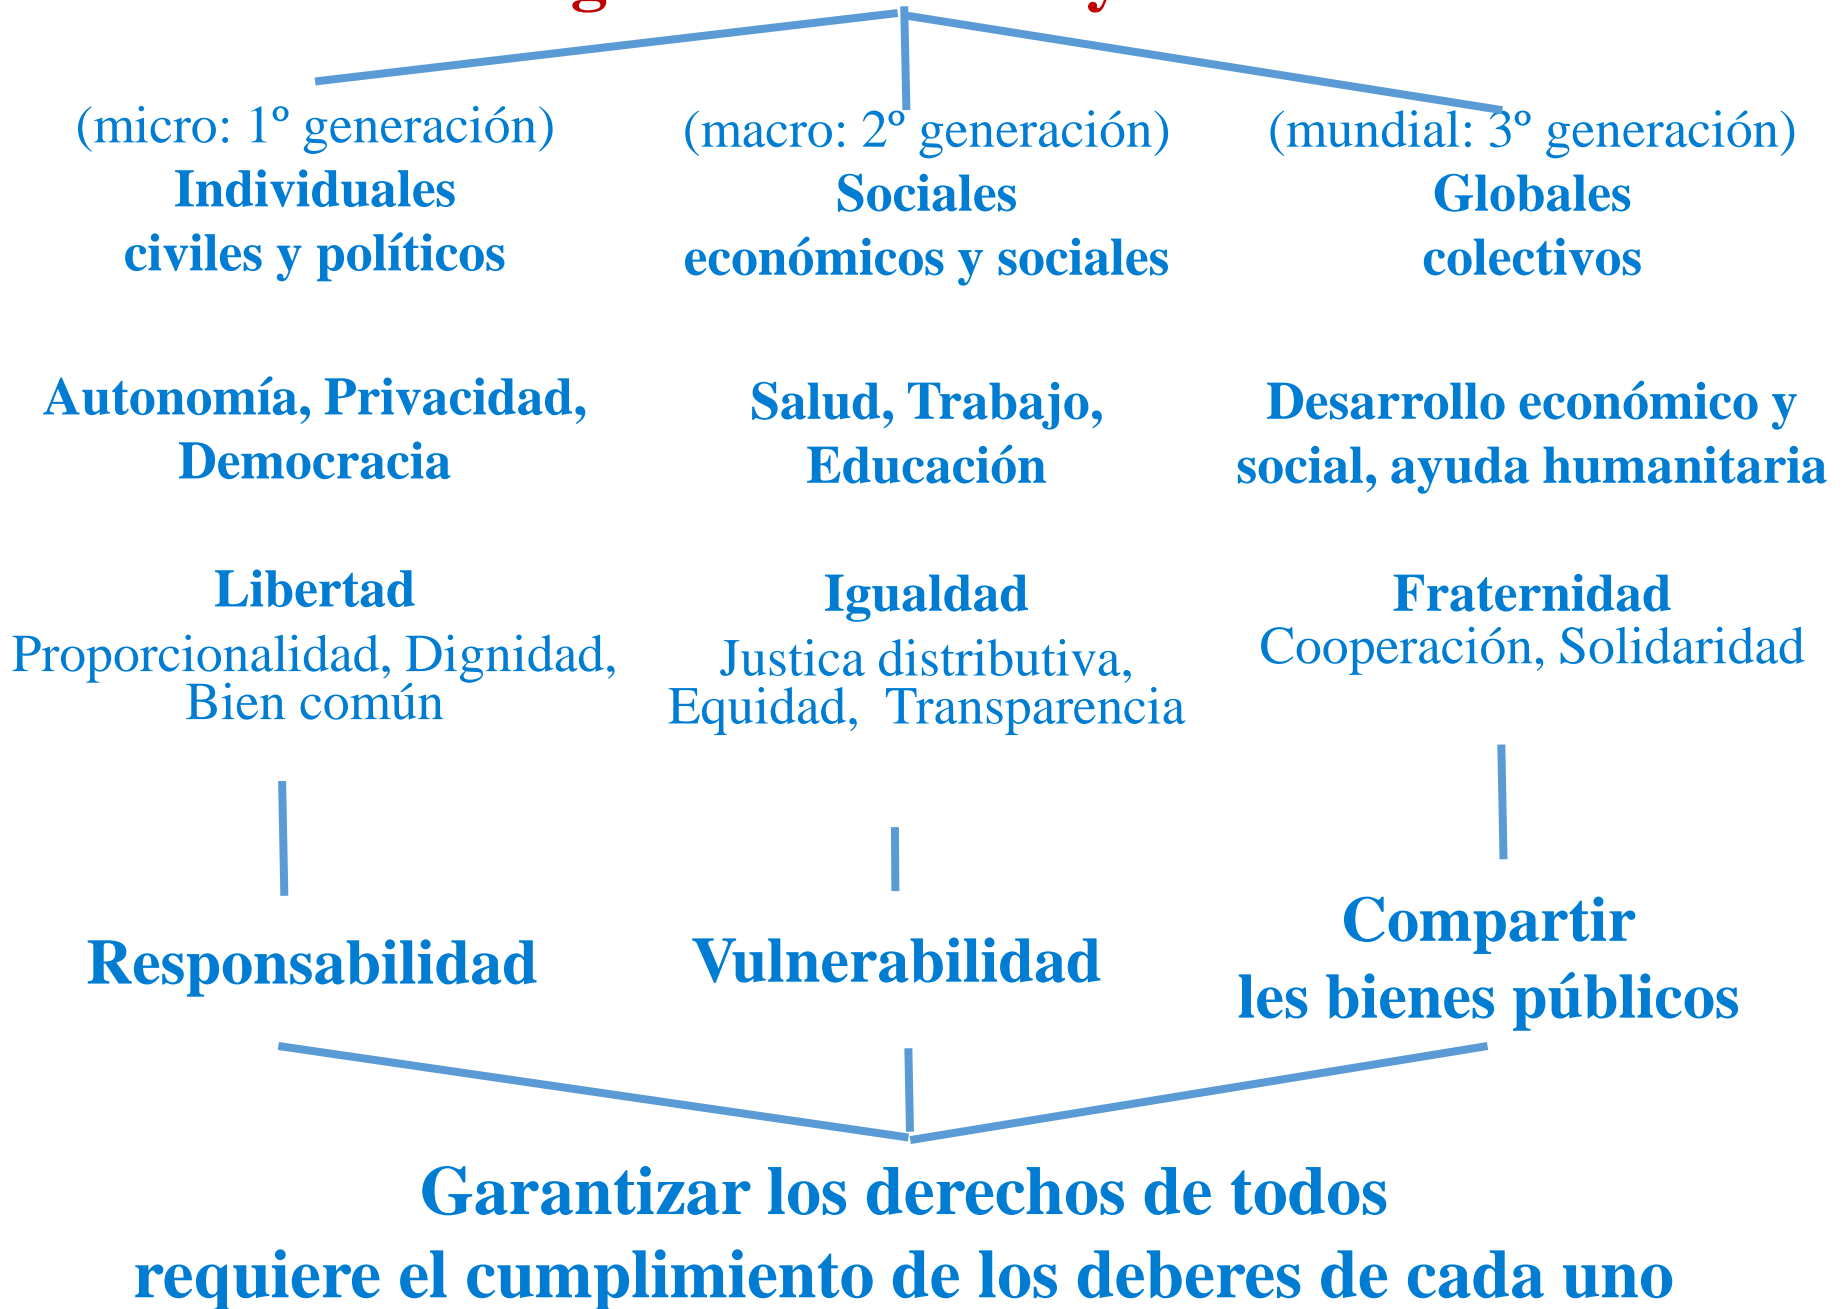 (micro: 1º generación)
Individuales
civiles y políticos
Autonomía, Privacidad,
Democracia
Libertad
Proporcionalidad, Dignidad,
Bien común
Responsabilidad
(macro: 2º generación)
Sociales
económicos y sociales
Salud, Trabajo,
Educación
Igualdad
Justica distributiva,
Equidad, Transparencia
Vulnerabilidad
(mundial: 3º generación)
Globales
colectivos
Desarrollo económico y
social, ayuda humanitaria
Fraternidad
Cooperación, Solidaridad
Compartir
les bienes públicos
Garantizar los derechos de todos
requiere el cumplimiento de los deberes de cada uno